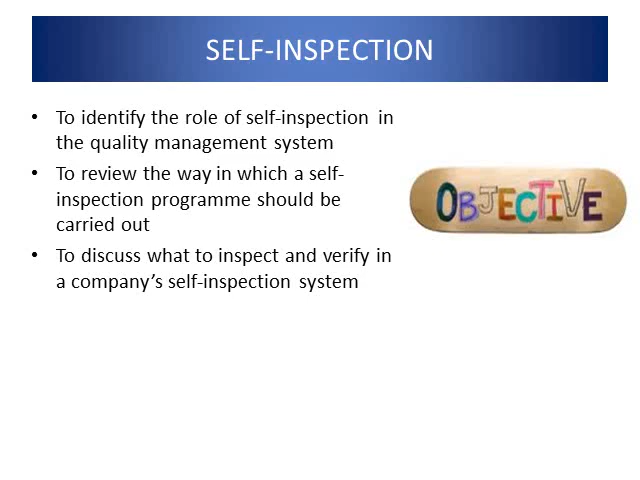 SELF-INSPECTION
• To identify the role of self-inspection in
the quality management system
• To review the way in which a self-
inspection programme should be
carried out
• To discuss what to inspect and verify in
a company’s self-inspection system
OBJECTIVE